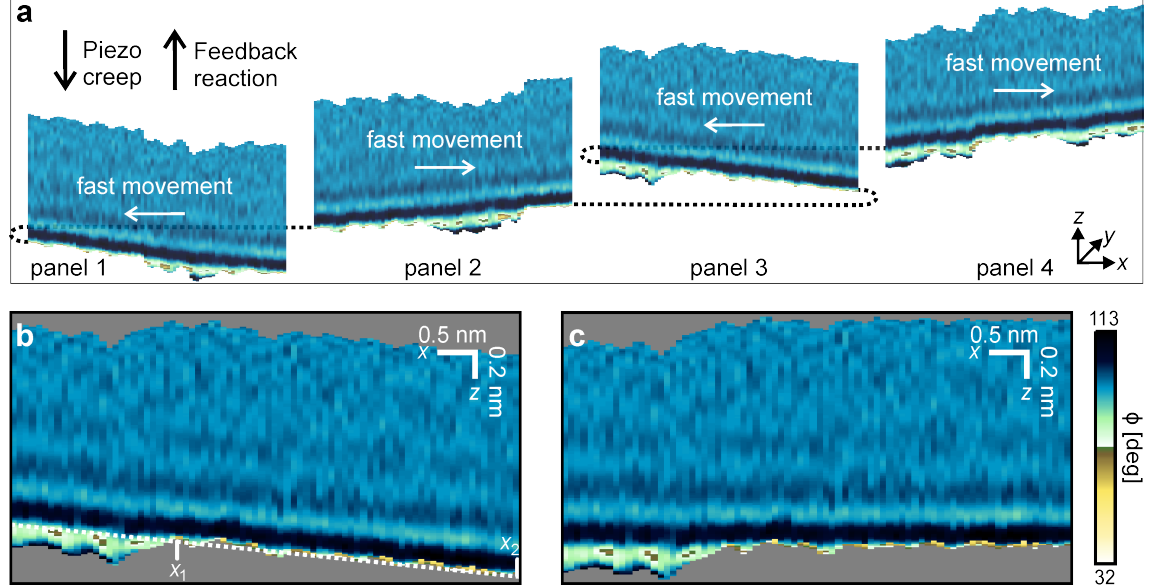 a
Piezo
creep
Feedback
reaction
fast movement
fast movement
fast movement
fast movement
panel 1
panel 2
panel 3
panel 4
z
y
x
b
0.5 nm
x
z
0.2 nm
x1
x2
c
0.5 nm
x
z
0.2 nm
113
ϕ [deg]
32